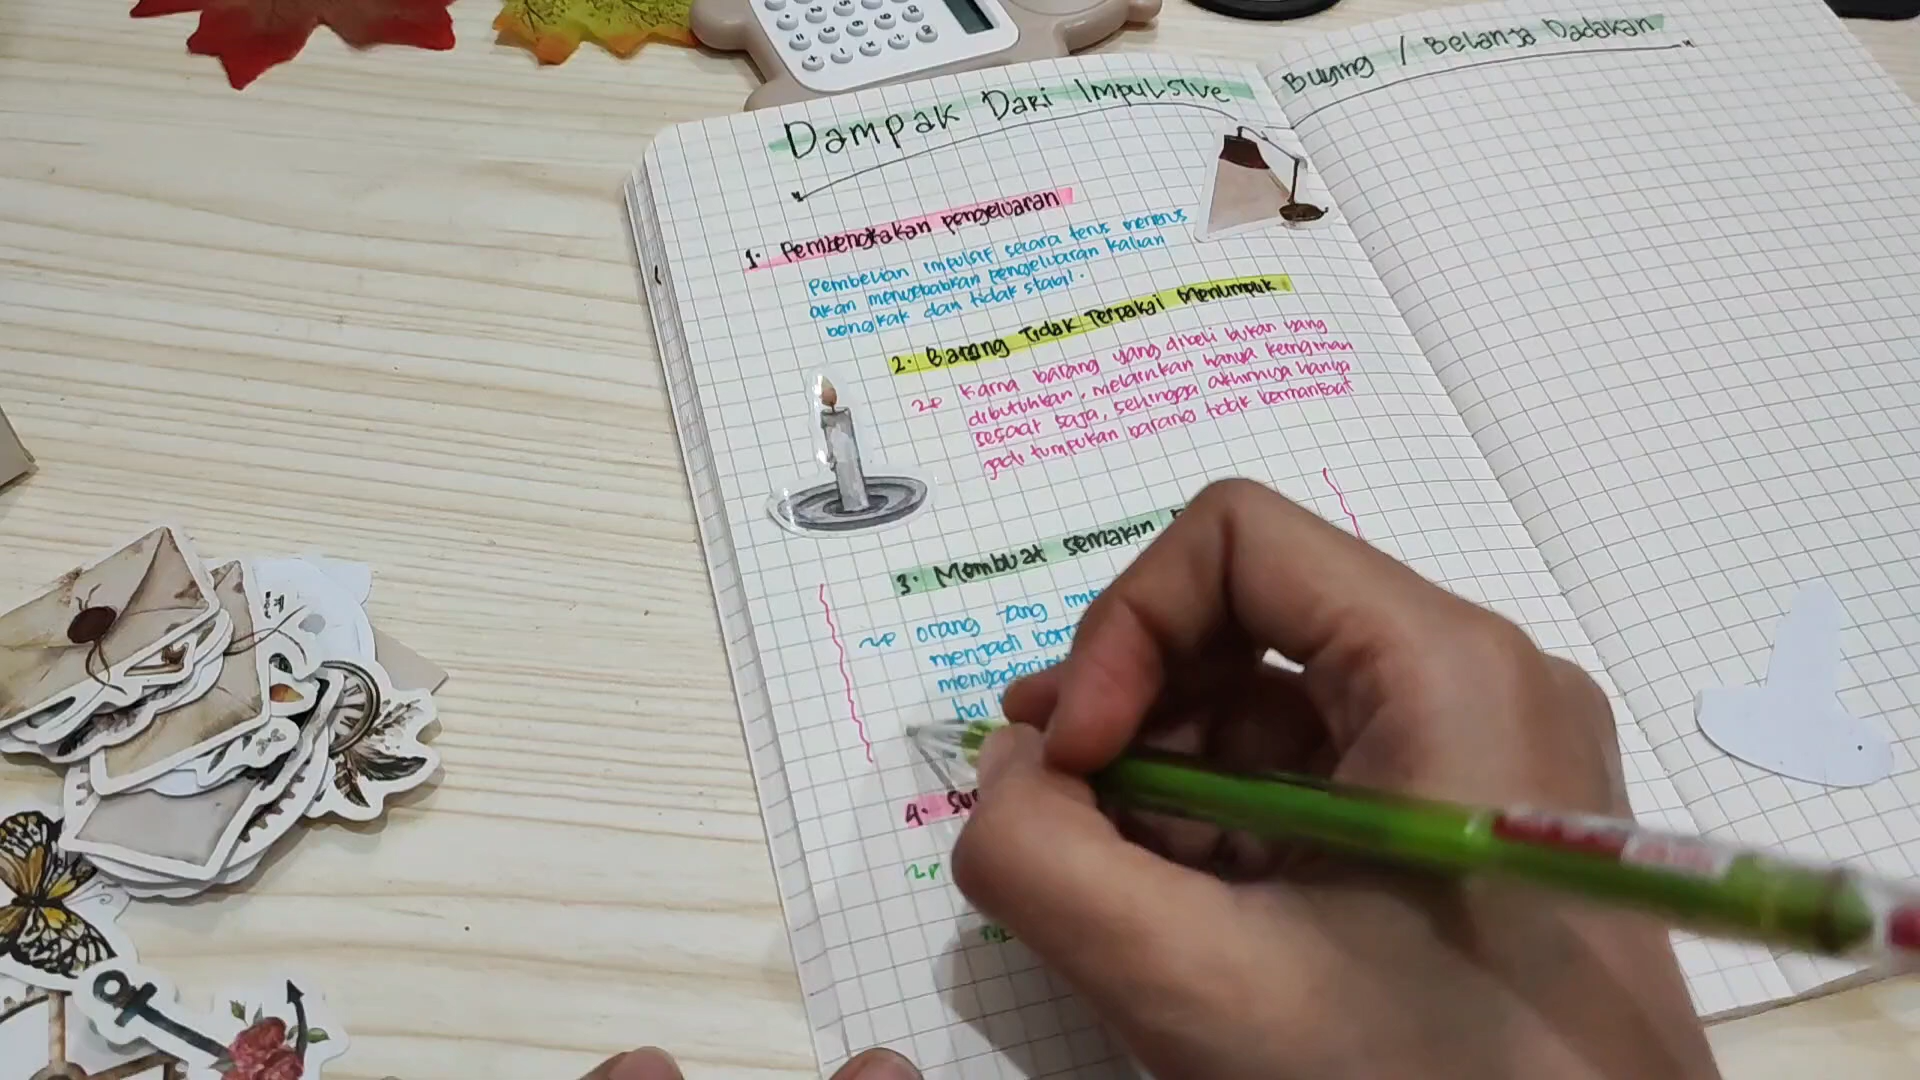 Dampak Dari Impulsive Buying / Belanja Dadakan
1. Pembengkakan pengeluaran
Pembelian impulsif secara terus menerus
akan menyebabkan pengeluaran kalian
bengkak dan tidak stabil.
2. Barang Tidak Terpakai Menumpuk
Karna barang yang dibeli bukan yang
dibutuhkan, melainkan hanya keinginan
sesaat saja, sehingga akhirnya hanya
jadi tumpukan barang tidak bermanfaat
3. Membuat semakin
orang yang
menjadi
hal
4.